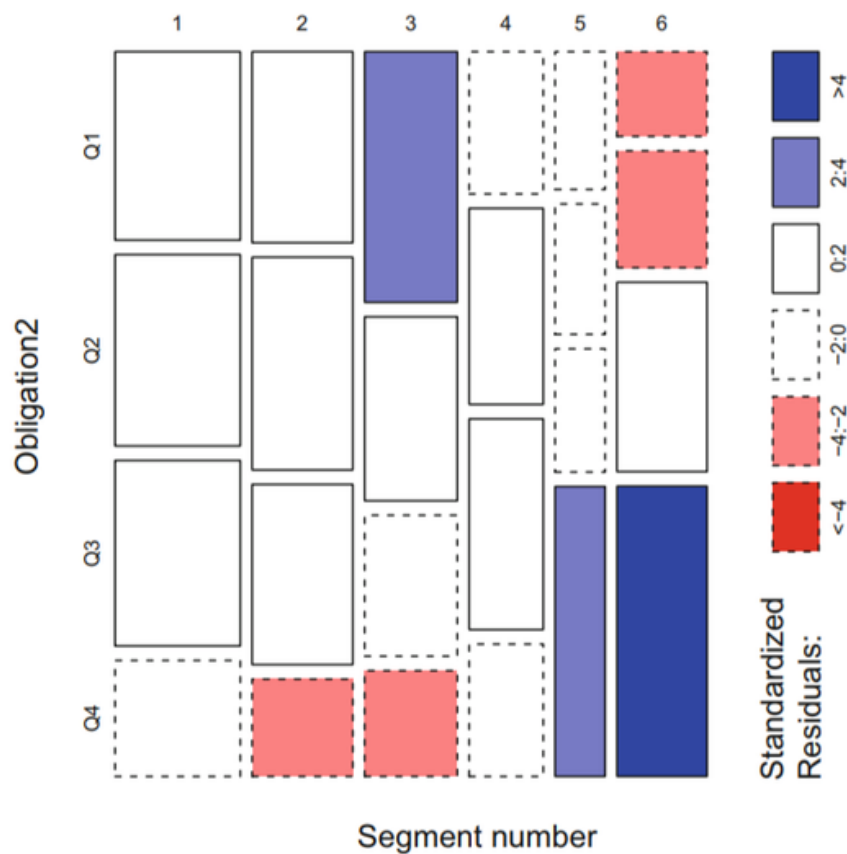 1 2 3 4 5 6
Q1
Q2
Q3
Q4
Obligation2
Segment number
>4
2:4
0:2
−2:0
−4:−2
<−4
Standardized
Residuals: